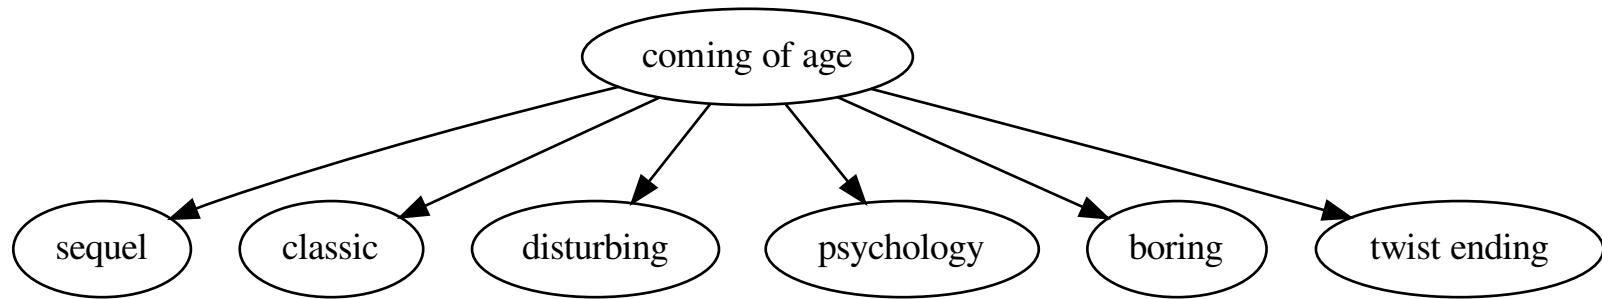 coming of age
sequel
classic
disturbing
psychology
boring
twist ending